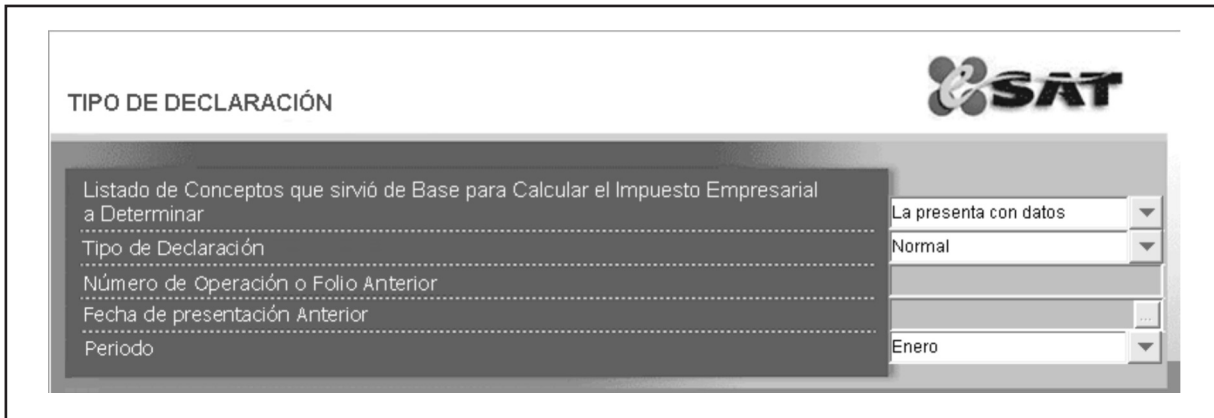 e SAT
TIPO DE DECLARACIÓN
Listado de Conceptos que sirvió de Base para Calcular el Impuesto Empresarial
a Determinar
La presenta con datos
Tipo de Declaración
Normal
Número de Operación o Folio Anterior
Fecha de presentación Anterior
...
Periodo
Enero